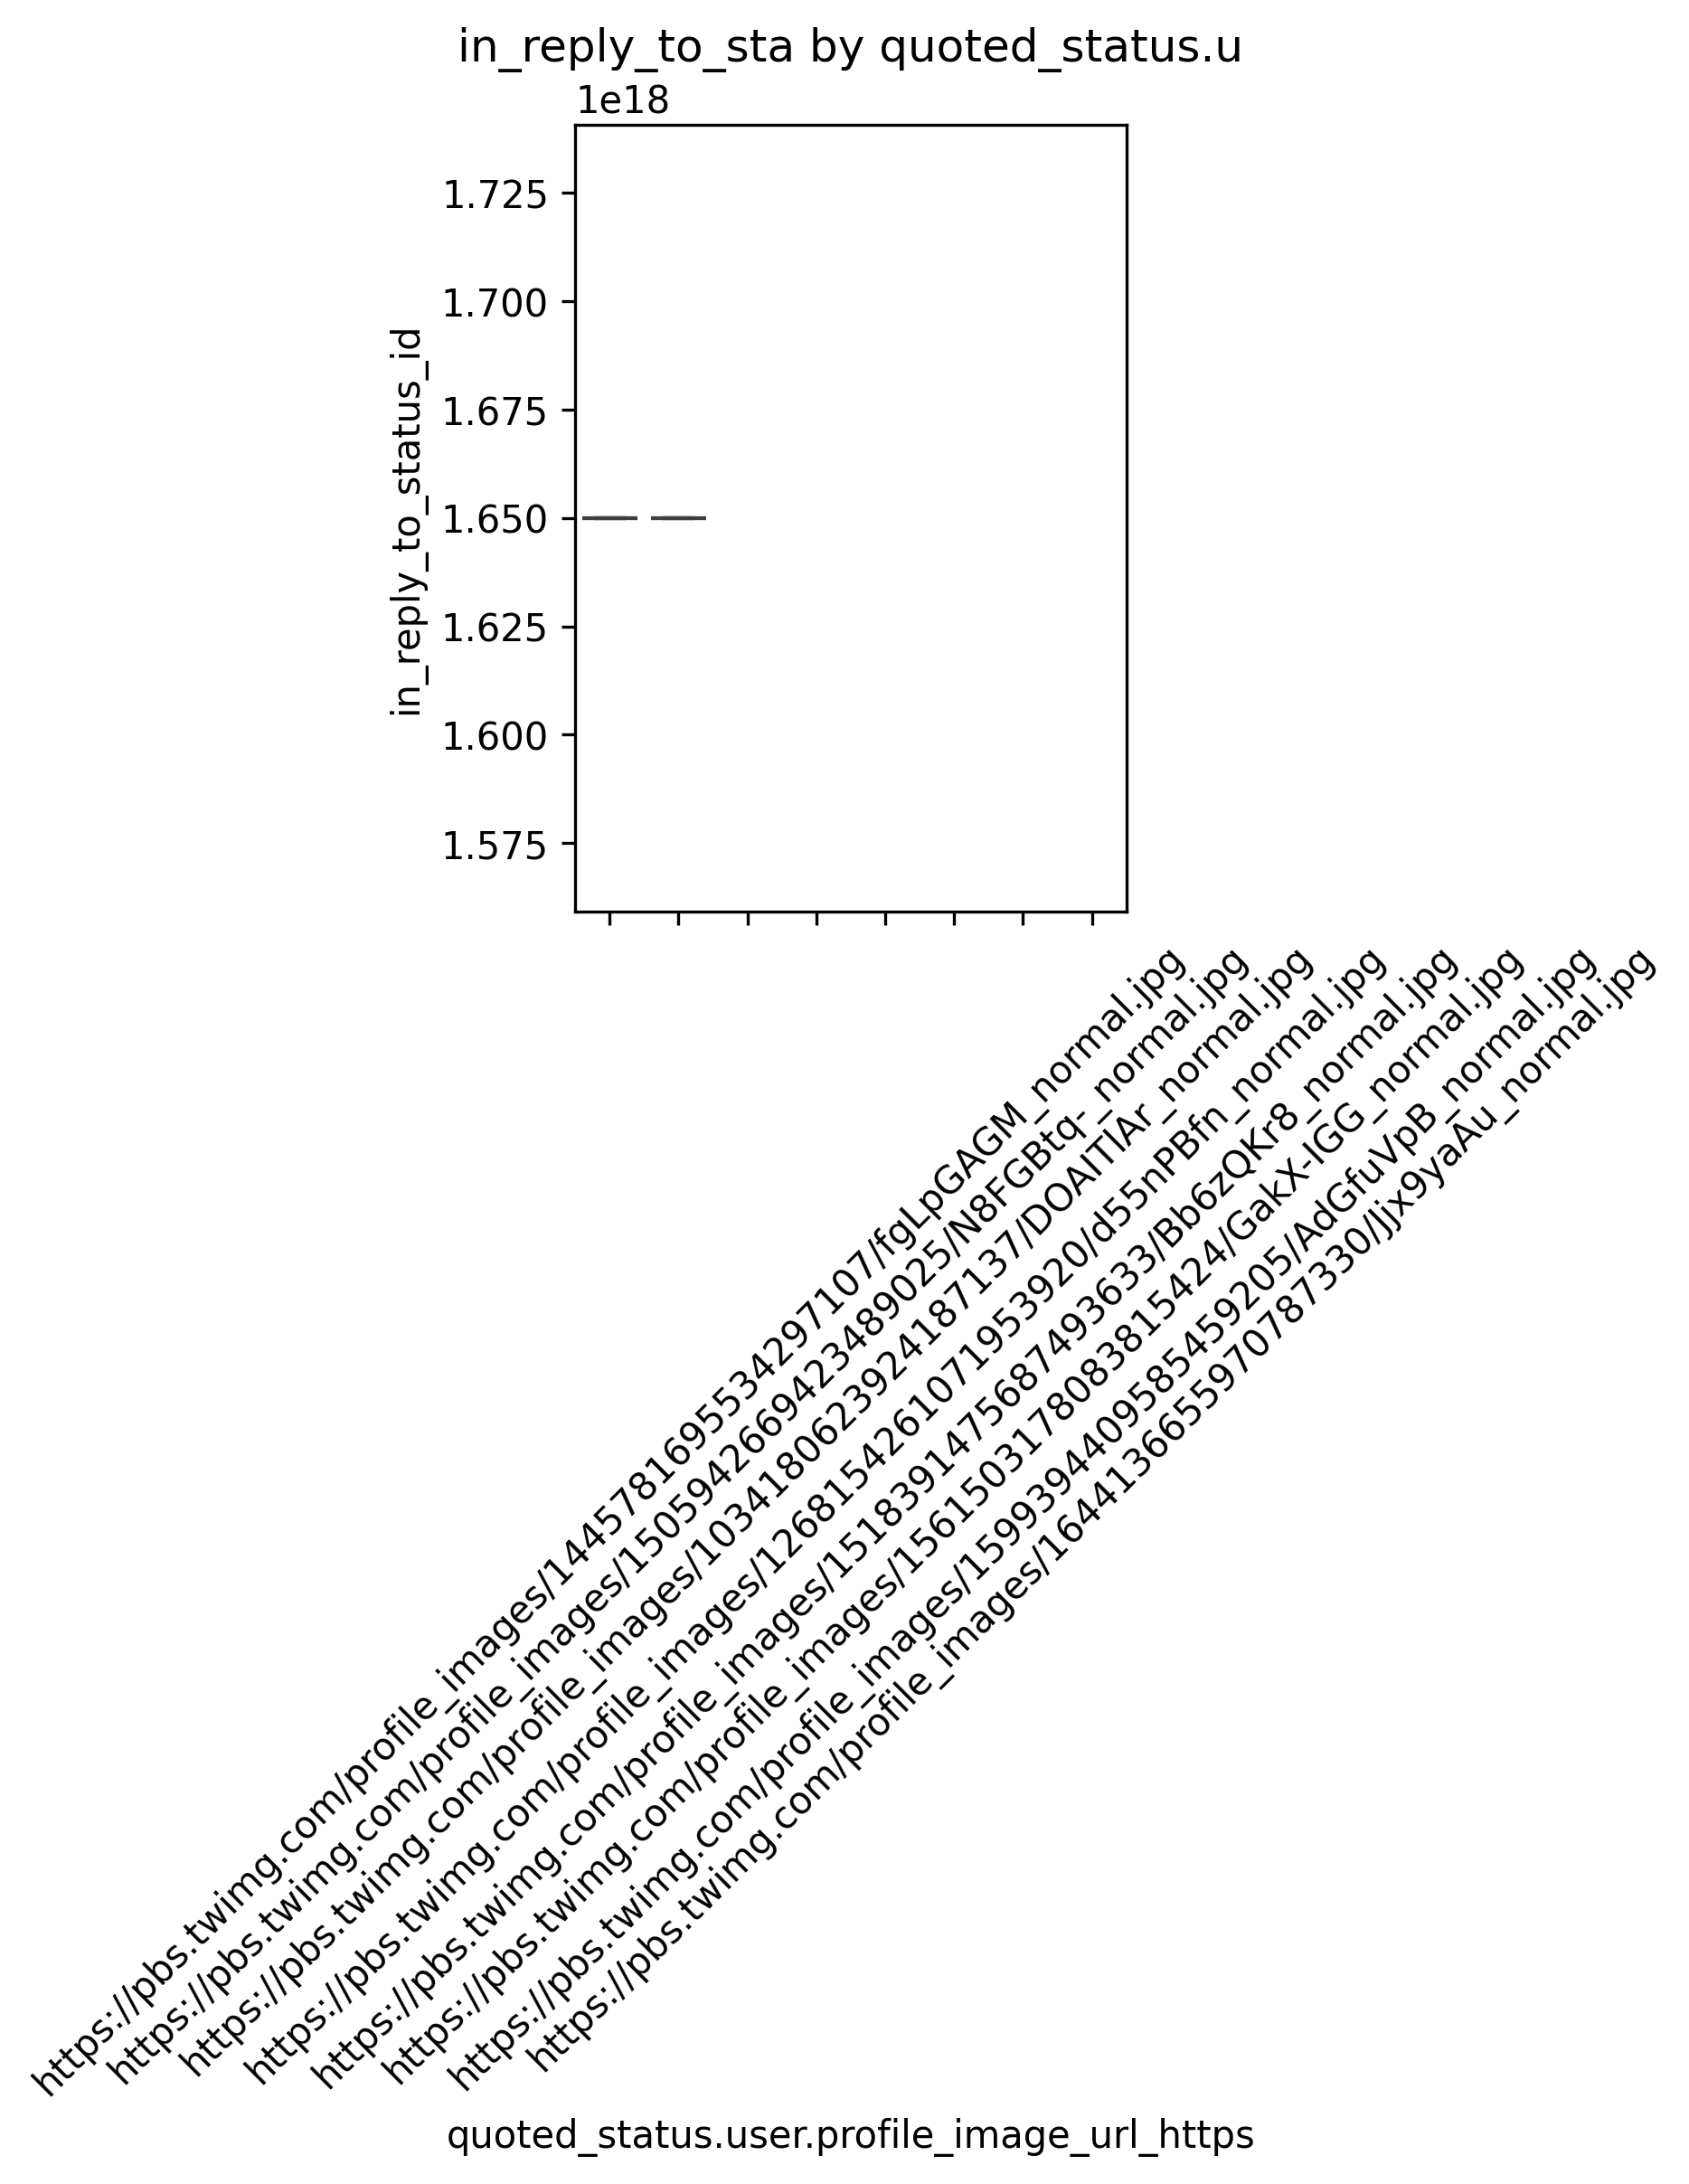 in_reply_to_sta by quoted_status.u
1e18
1.725
1.700
1.675
1.650
1.625
1.600
1.575
in_reply_to_status_id
https://pbs.twimg.com/profile_images/1445781695534297107/fgLpGAGM_normal.jpg
https://pbs.twimg.com/profile_images/1505942669423489025/N8FGBtq-_normal.jpg
https://pbs.twimg.com/profile_images/1034180623924187137/DOAlTlAr_normal.jpg
https://pbs.twimg.com/profile_images/1268154261071953920/d55nPBfn_normal.jpg
https://pbs.twimg.com/profile_images/1518391475687493633/Bb6zQKr8_normal.jpg
https://pbs.twimg.com/profile_images/1561503178083815424/GakX-IGG_normal.jpg
https://pbs.twimg.com/profile_images/1599394409585459205/AdGfuVpB_normal.jpg
https://pbs.twimg.com/profile_images/1644136655970787330/Jjx9yaAu_normal.jpg
quoted_status.user.profile_image_url_https